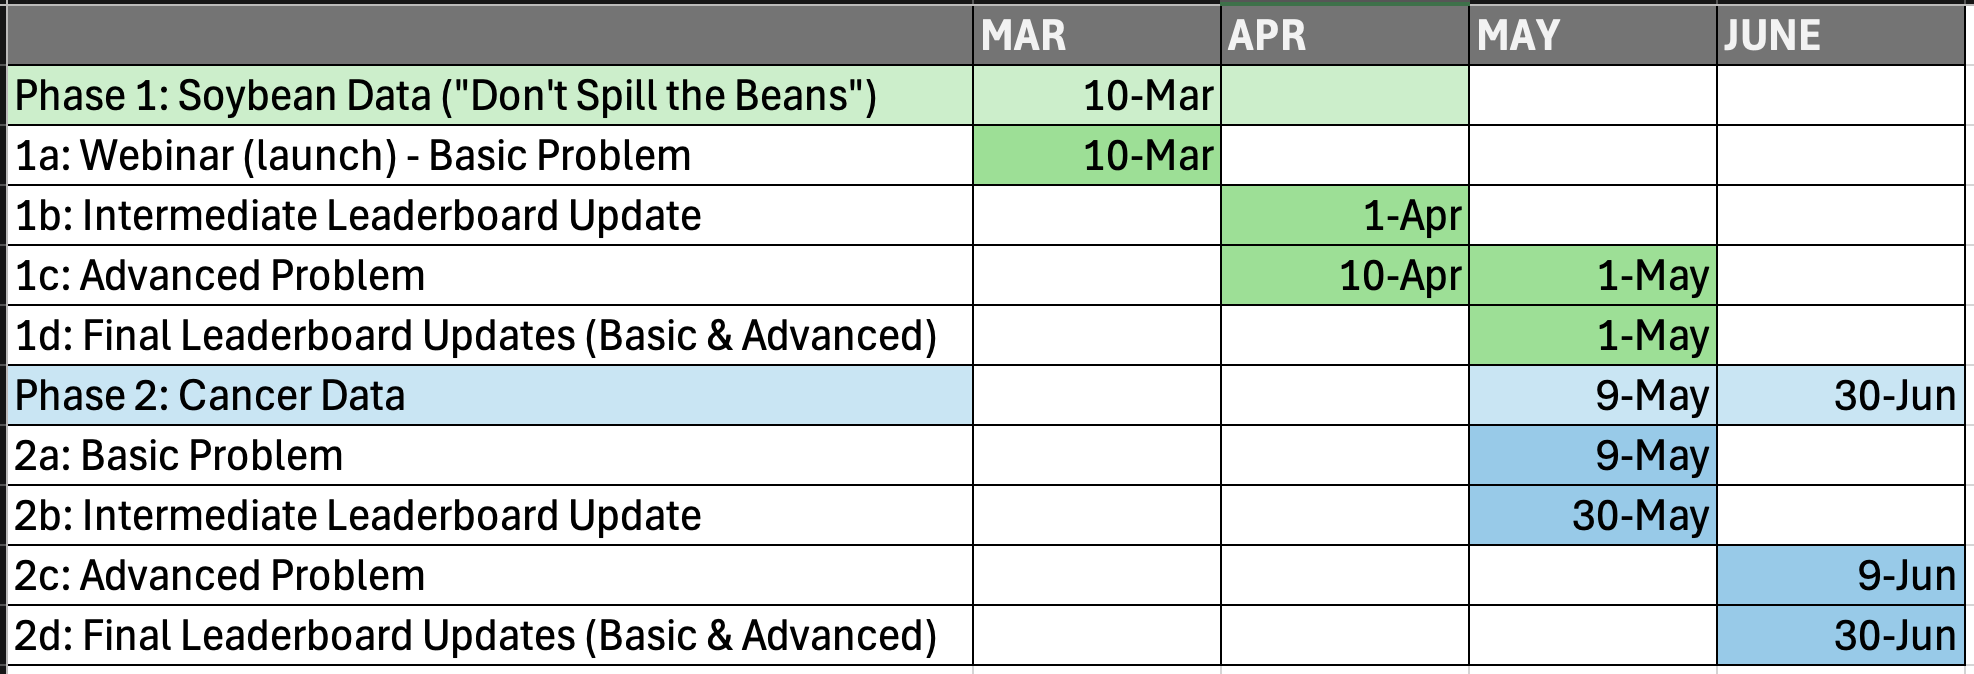 MAR APR MAY JUNE
Phase 1: Soybean Data ("Don't Spill the Beans") 10-Mar
1a: Webinar (launch) - Basic Problem 10-Mar
1b: Intermediate Leaderboard Update 1-Apr
1c: Advanced Problem 10-Apr 1-May
1d: Final Leaderboard Updates (Basic & Advanced) 1-May
Phase 2: Cancer Data 9-May 30-Jun
2a: Basic Problem 9-May
2b: Intermediate Leaderboard Update 30-May
2c: Advanced Problem 9-Jun
2d: Final Leaderboard Updates (Basic & Advanced) 30-Jun